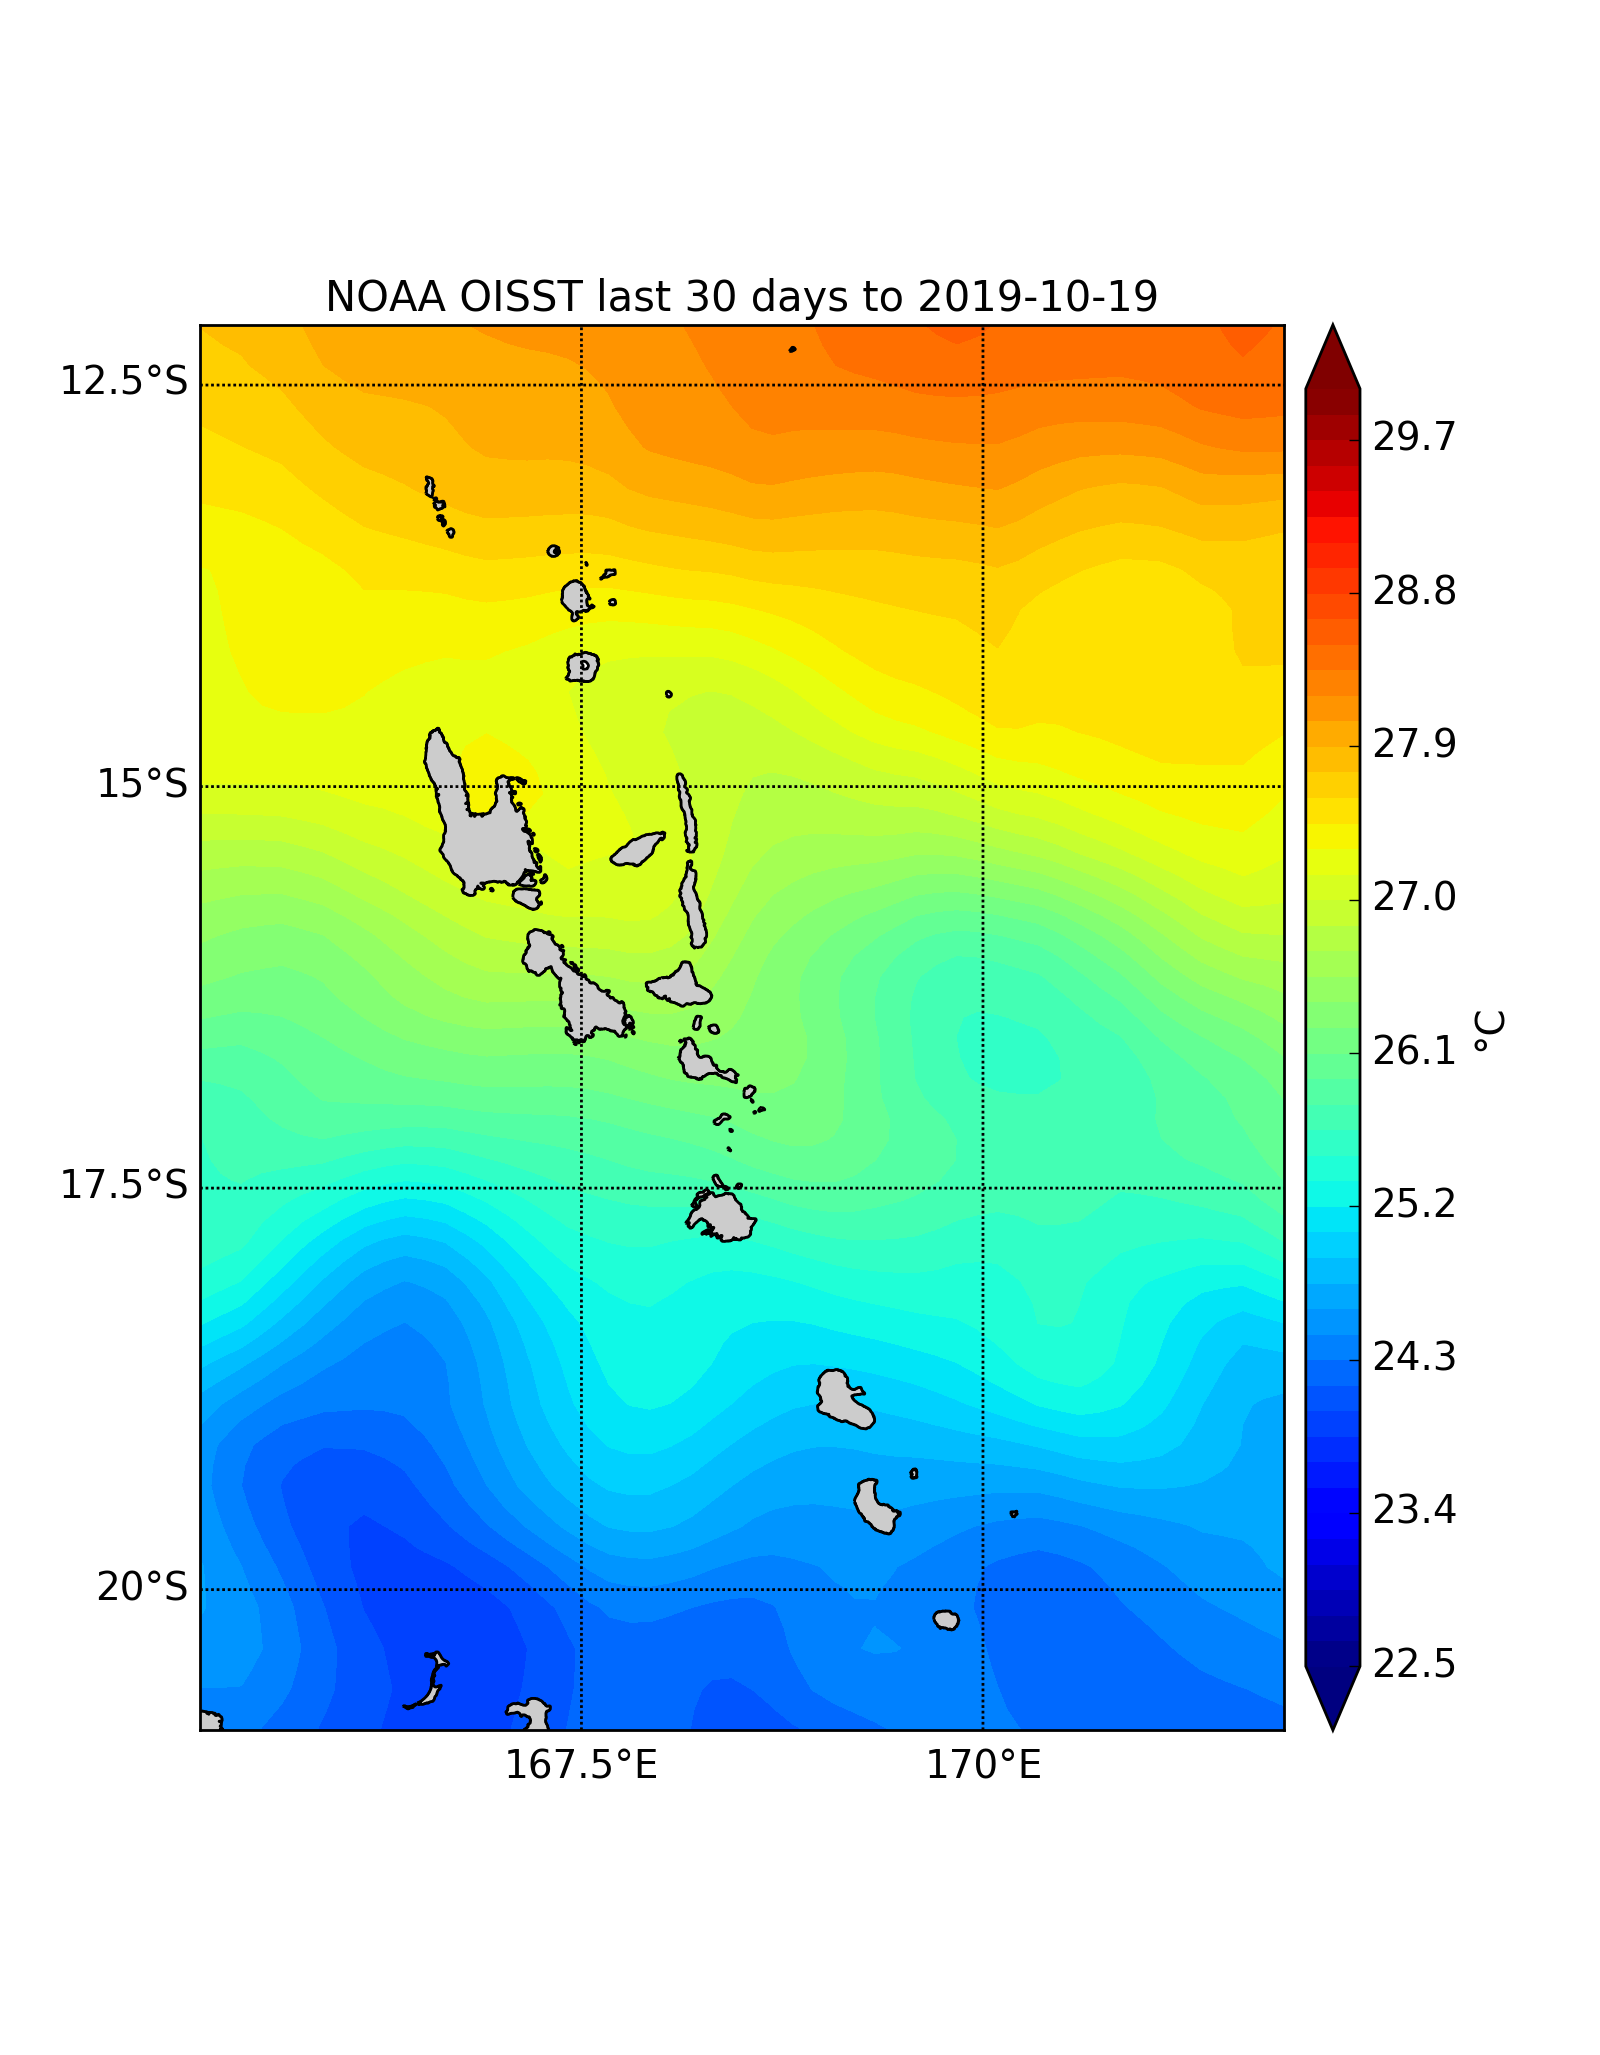 NOAA OISST last 30 days to 2019-10-19
12.5°S
15°S
17.5°S
20°S
167.5°E
170°E
29.7
28.8
27.9
27.0
26.1
25.2
24.3
23.4
22.5
°C